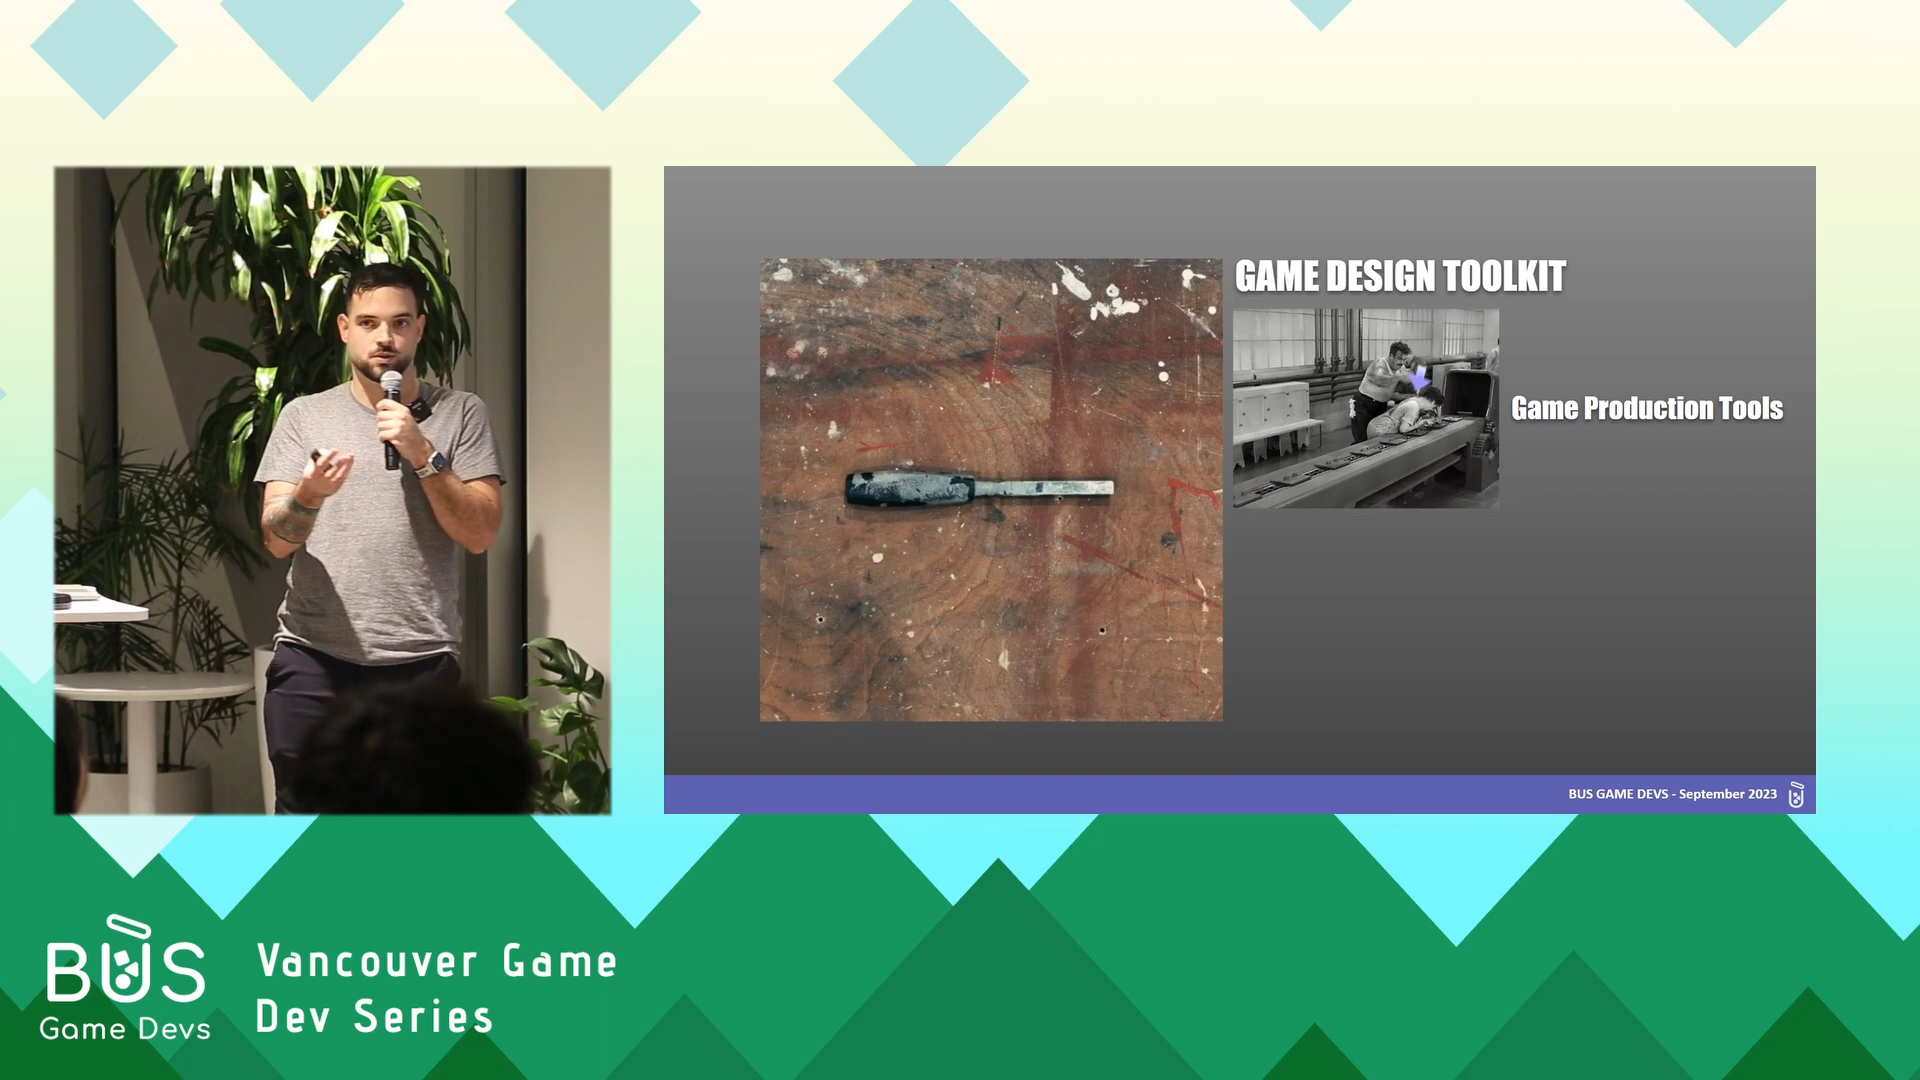 GAME DESIGN TOOLKIT
Game Production Tools
BUS GAME DEVS - September 2023
BUS
Game Devs
Vancouver Game
Dev Series